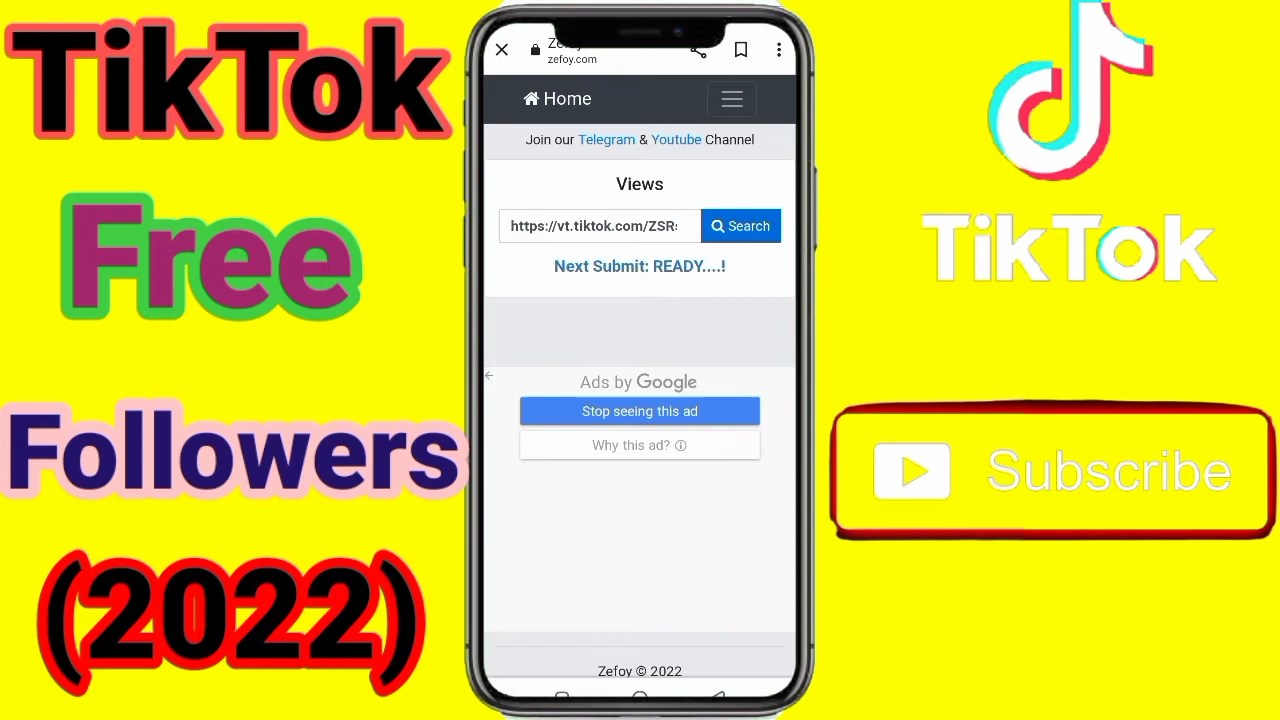 TikTok
Free
Followers
(2022)
zefoy.com
Home
Join our Telegram & Youtube Channel
Views
https://vt.tiktok.com/ZSR
Search
Next Submit: READY....!
Ads by Google
Stop seeing this ad
Why this ad?
Zefoy © 2022
TikTok
Subscribe